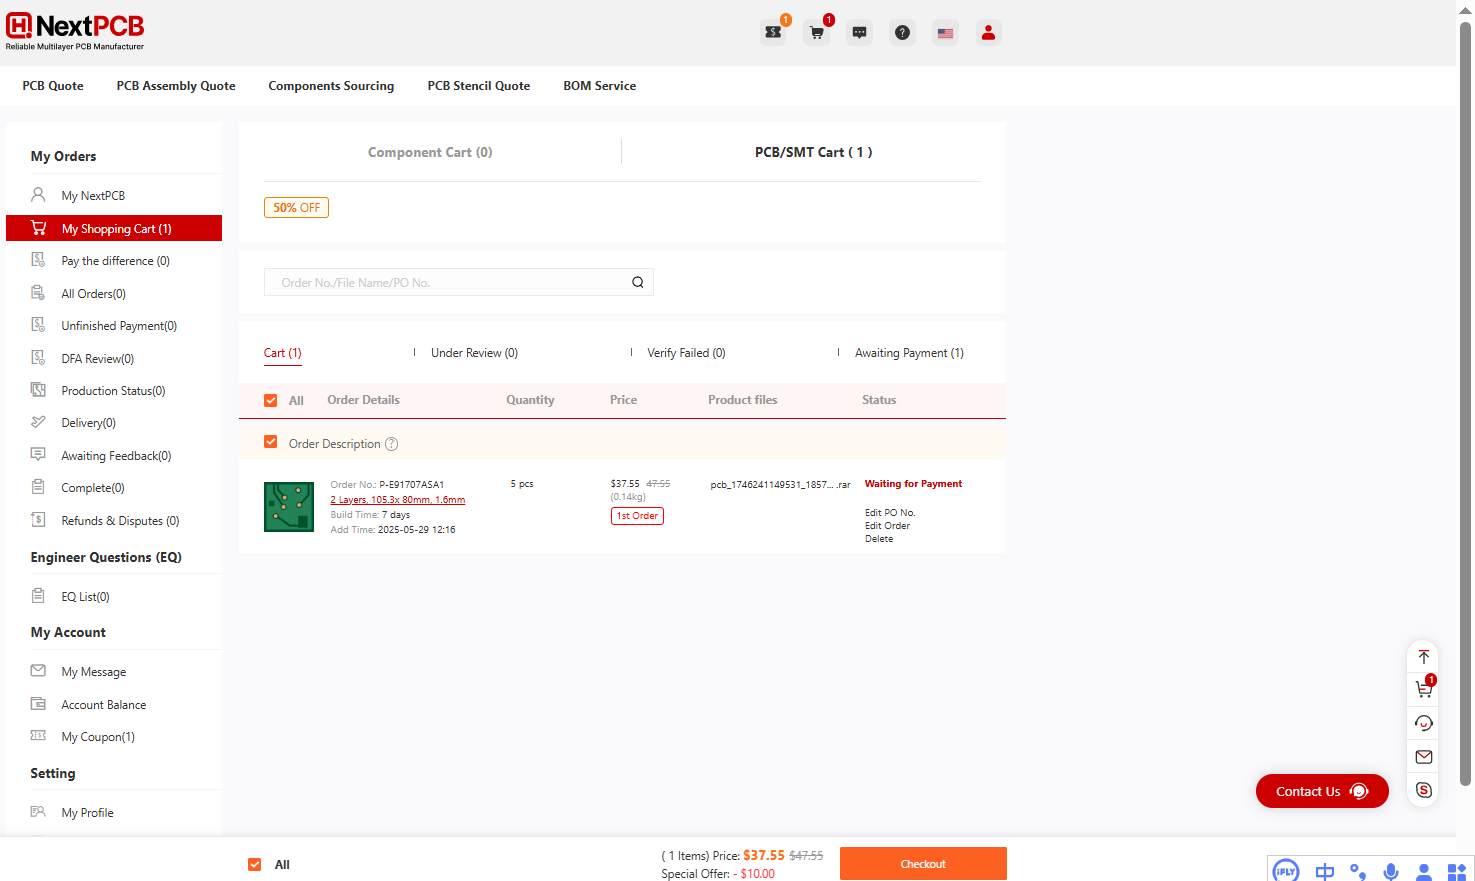 NextPCB
Reliable Multilayer PCB Manufacturer
1
1
PCB Quote
PCB Assembly Quote
Components Sourcing
PCB Stencil Quote
BOM Service
My Orders
My NextPCB
My Shopping Cart (1)
Pay the difference (0)
All Orders(0)
Unfinished Payment(0)
DFA Review(0)
Production Status(0)
Delivery(0)
Awaiting Feedback(0)
Complete(0)
Refunds & Disputes (0)
Engineer Questions (EQ)
EQ List(0)
My Account
My Message
Account Balance
My Coupon(1)
Setting
My Profile
Component Cart (0)
PCB/SMT Cart ( 1 )
50% OFF
Order No./File Name/PO No.
Cart (1)
Under Review (0)
Verify Failed (0)
Awaiting Payment (1)
All
Order Details
Quantity
Price
Product files
Status
Order Description
Order No.: P-E91707ASA1
2 Layers, 105.3x 80mm, 1.6mm
Build Time: 7 days
Add Time: 2025-05-29 12:16
5 pcs
$37.55 47.55
(0.14kg)
1st Order
pcb_1746241149531_1857... .rar
Waiting for Payment
Edit PO No.
Edit Order
Delete
1
Contact Us
All
( 1 Items) Price: $37.55 $47.55
Special Offer: - $10.00
Checkout
iFLY
中